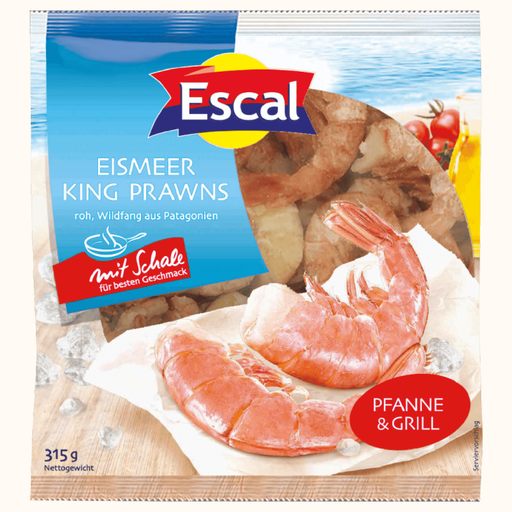 Escal
EISMEER
KING PRAWNS
roh, Wildfang aus Patagonien
mit Schale
für besten Geschmack
PFANNE
& GRILL
315 g
Nettogewicht
Serviervorschlag